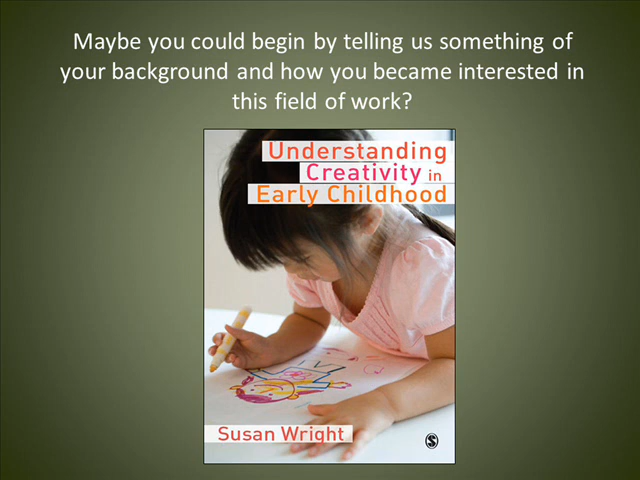 Maybe you could begin by telling us something of
your background and how you became interested in
this field of work?
Understanding
Creativity in
Early Childhood
Susan Wright
S